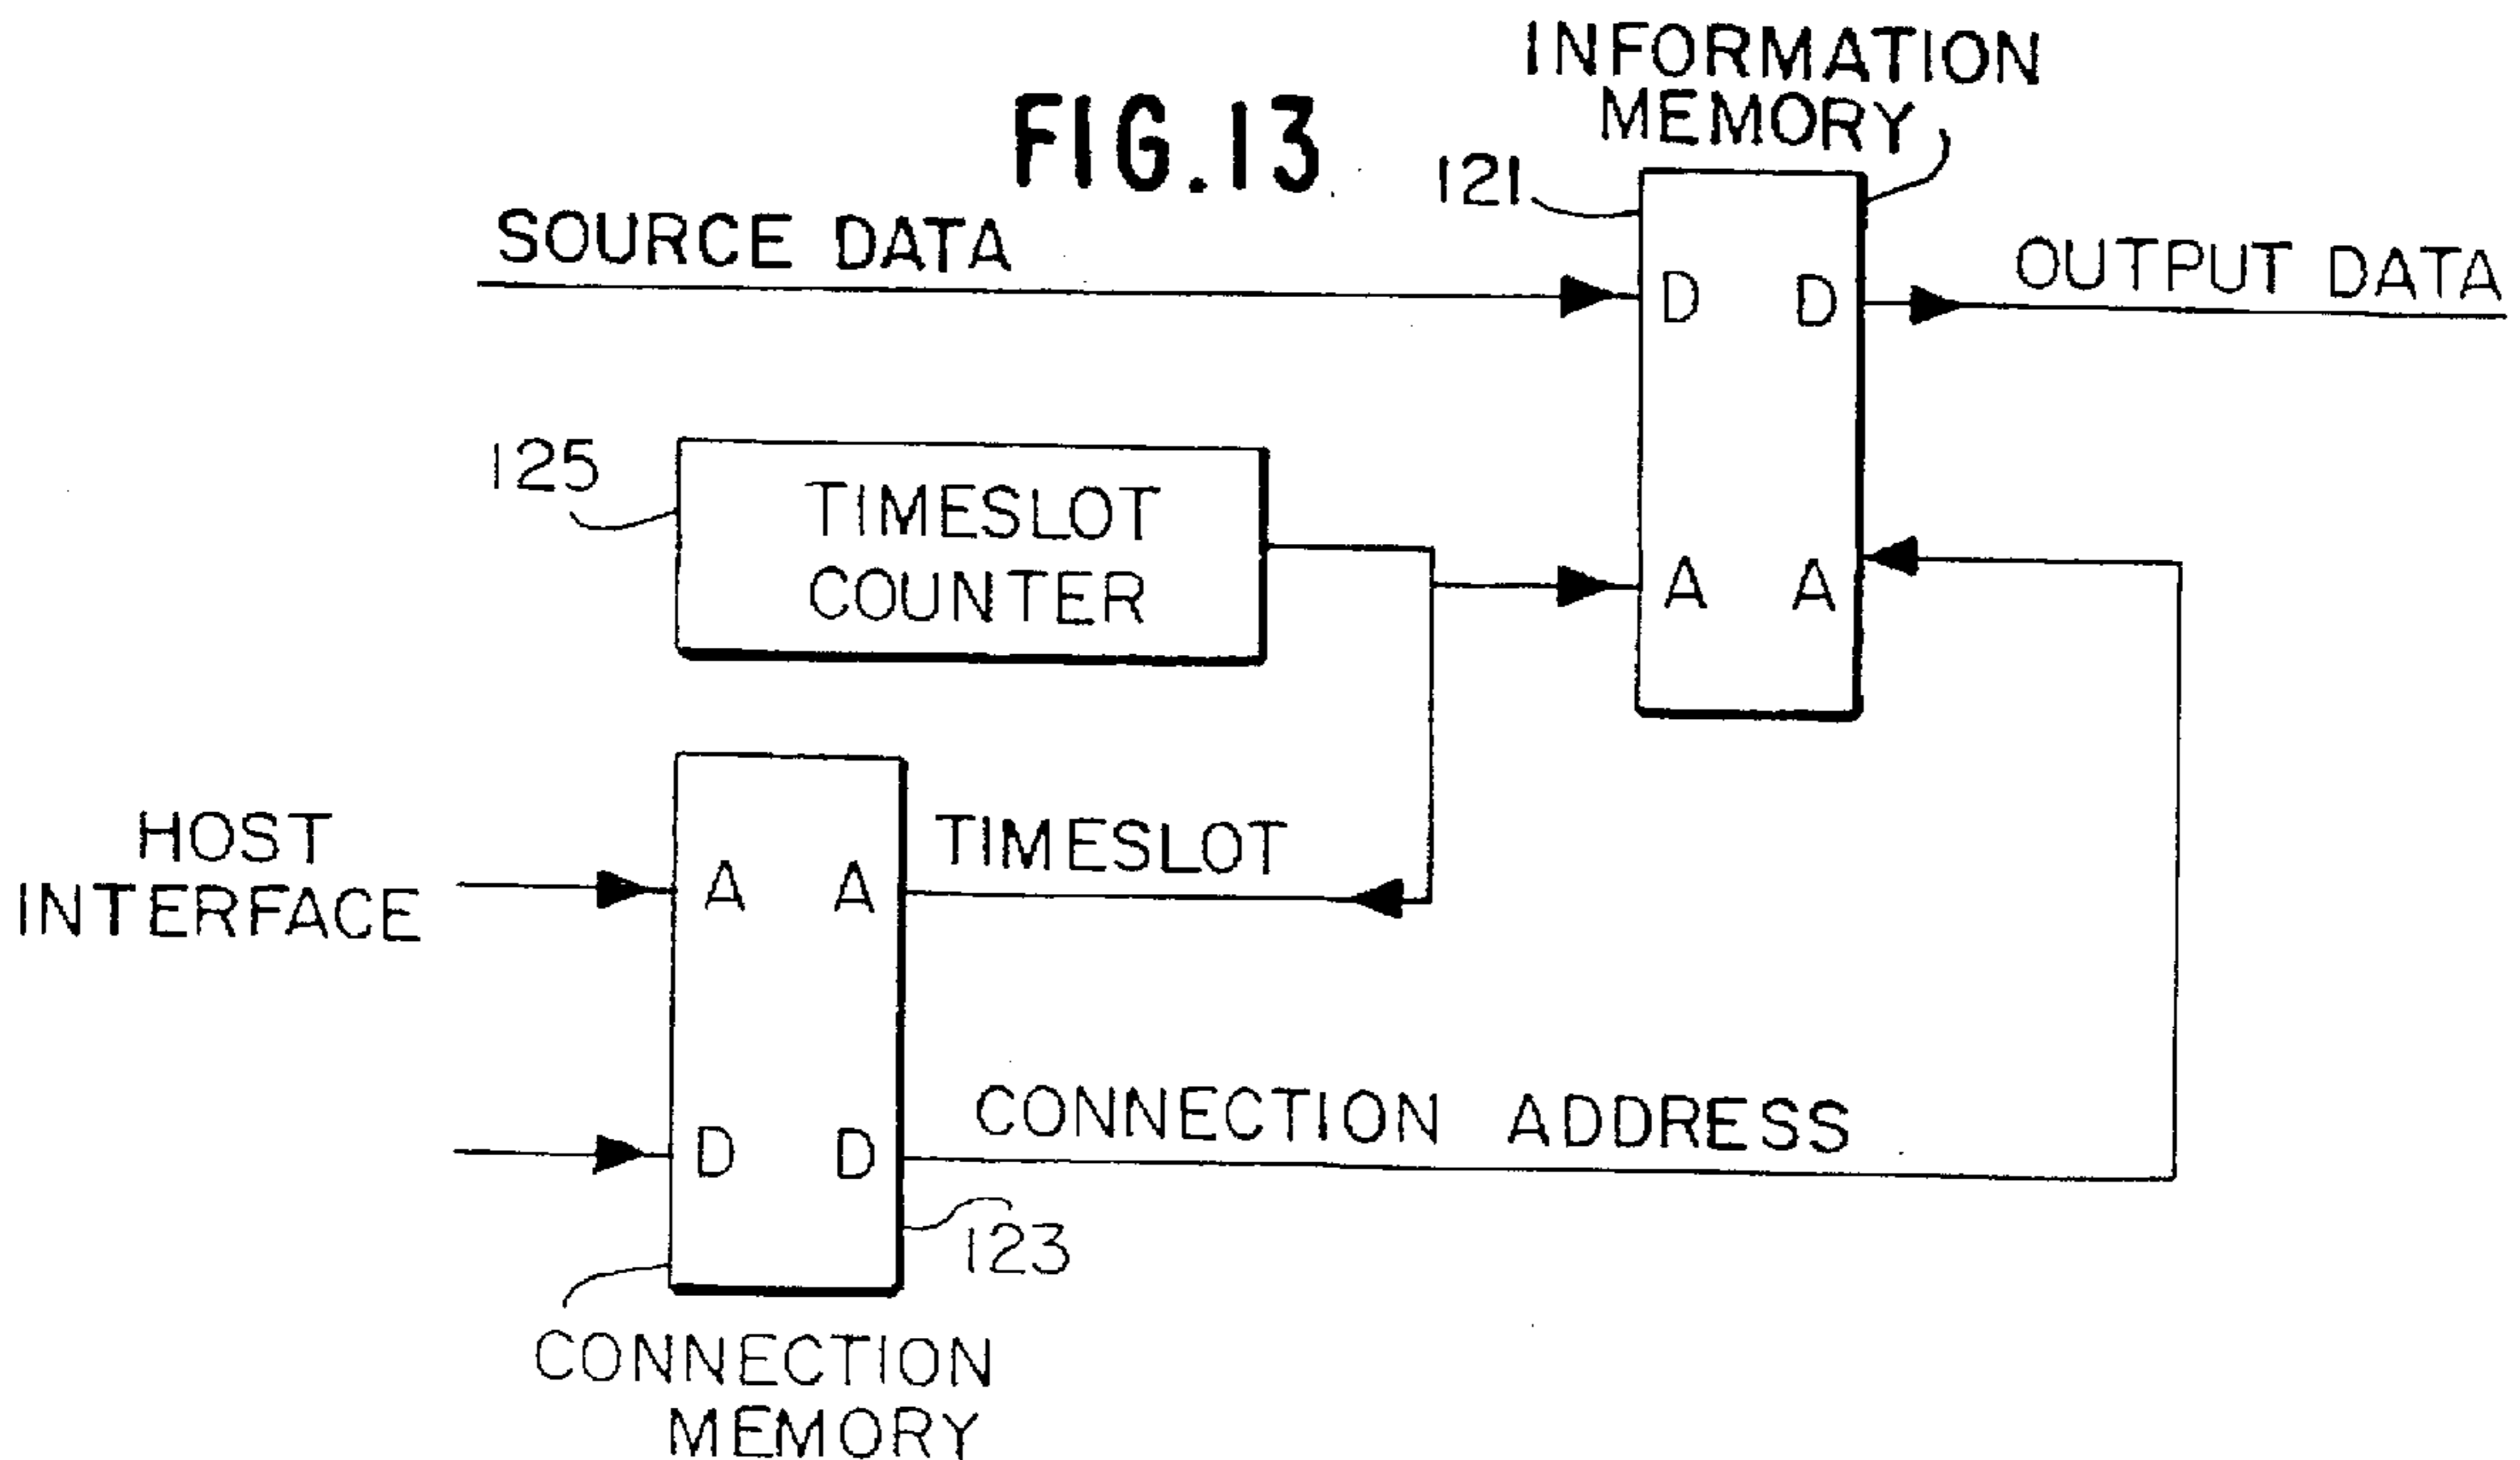 INFORMATION
MEMORY
FIG.13
121
SOURCE DATA
D D
OUTPUT DATA
125
TIMESLOT
COUNTER
A A
HOST
INTERFACE
A A
TIMESLOT
D D
CONNECTION ADDRESS
123
CONNECTION
MEMORY